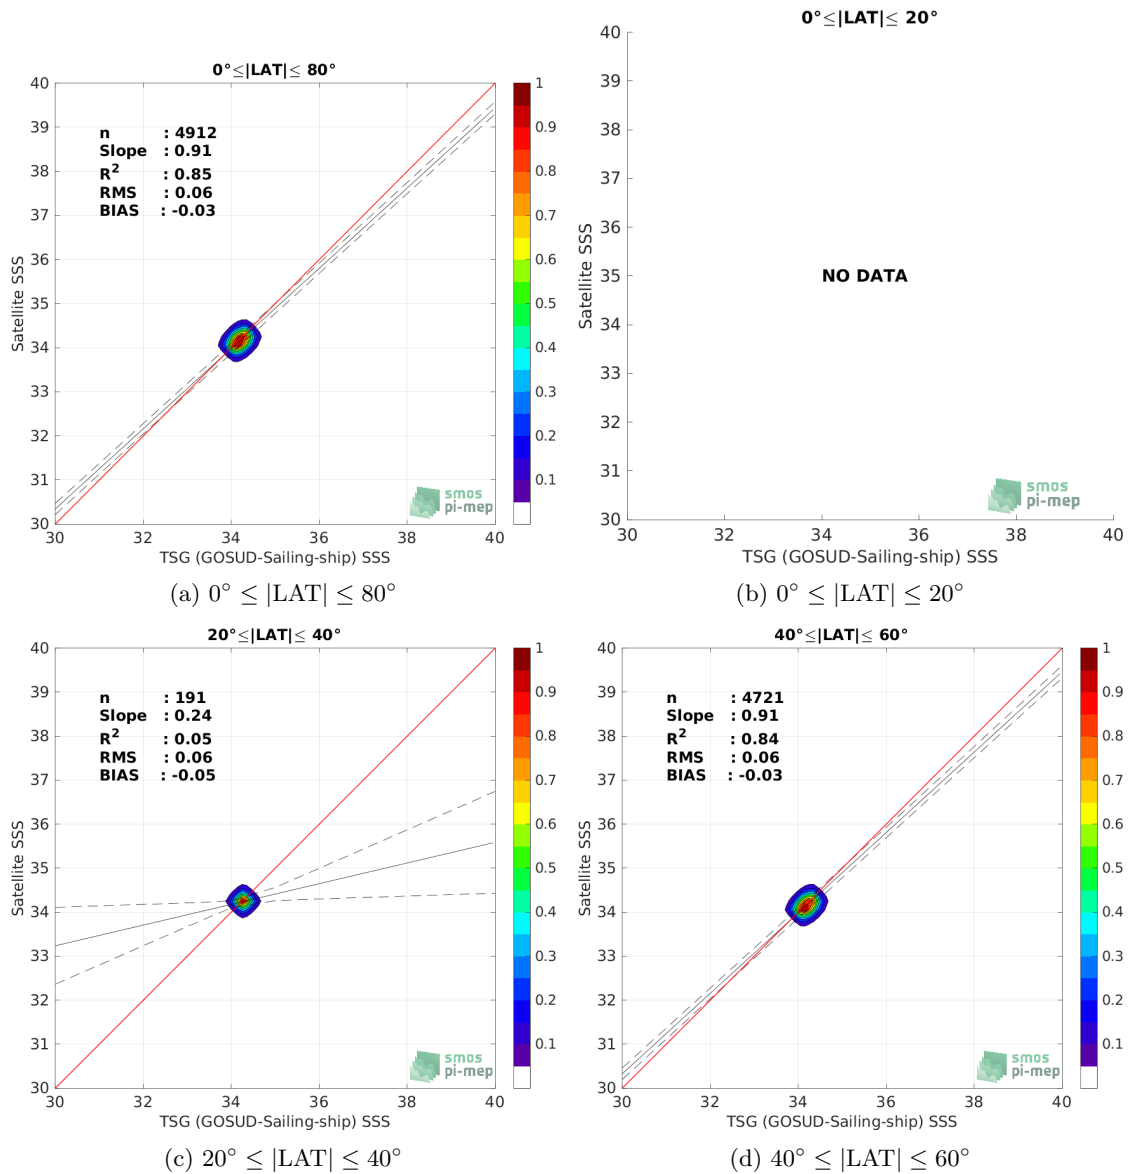 0°≤|LAT|≤ 80°
40
39
38
37
36
35
34
33
32
31
30
Satellite SSS
n : 4912
Slope : 0.91
R² : 0.85
RMS : 0.06
BIAS : -0.03
smos
pi-mep
30 32 34 36 38 40
TSG (GOSUD-Sailing-ship) SSS
1
0.9
0.8
0.7
0.6
0.5
0.4
0.3
0.2
0.1
(a) 0° ≤ |LAT| ≤ 80°
0°≤|LAT|≤ 20°
40
39
38
37
36
35
34
33
32
31
30
Satellite SSS
NO DATA
smos
pi-mep
30 32 34 36 38 40
TSG (GOSUD-Sailing-ship) SSS
(b) 0° ≤ |LAT| ≤ 20°
20°≤|LAT|≤ 40°
40
39
38
37
36
35
34
33
32
31
30
Satellite SSS
n : 191
Slope : 0.24
R² : 0.05
RMS : 0.06
BIAS : -0.05
smos
pi-mep
30 32 34 36 38 40
TSG (GOSUD-Sailing-ship) SSS
1
0.9
0.8
0.7
0.6
0.5
0.4
0.3
0.2
0.1
(c) 20° ≤ |LAT| ≤ 40°
40°≤|LAT|≤ 60°
40
39
38
37
36
35
34
33
32
31
30
Satellite SSS
n : 4721
Slope : 0.91
R² : 0.84
RMS : 0.06
BIAS : -0.03
smos
pi-mep
30 32 34 36 38 40
TSG (GOSUD-Sailing-ship) SSS
1
0.9
0.8
0.7
0.6
0.5
0.4
0.3
0.2
0.1
(d) 40° ≤ |LAT| ≤ 60°